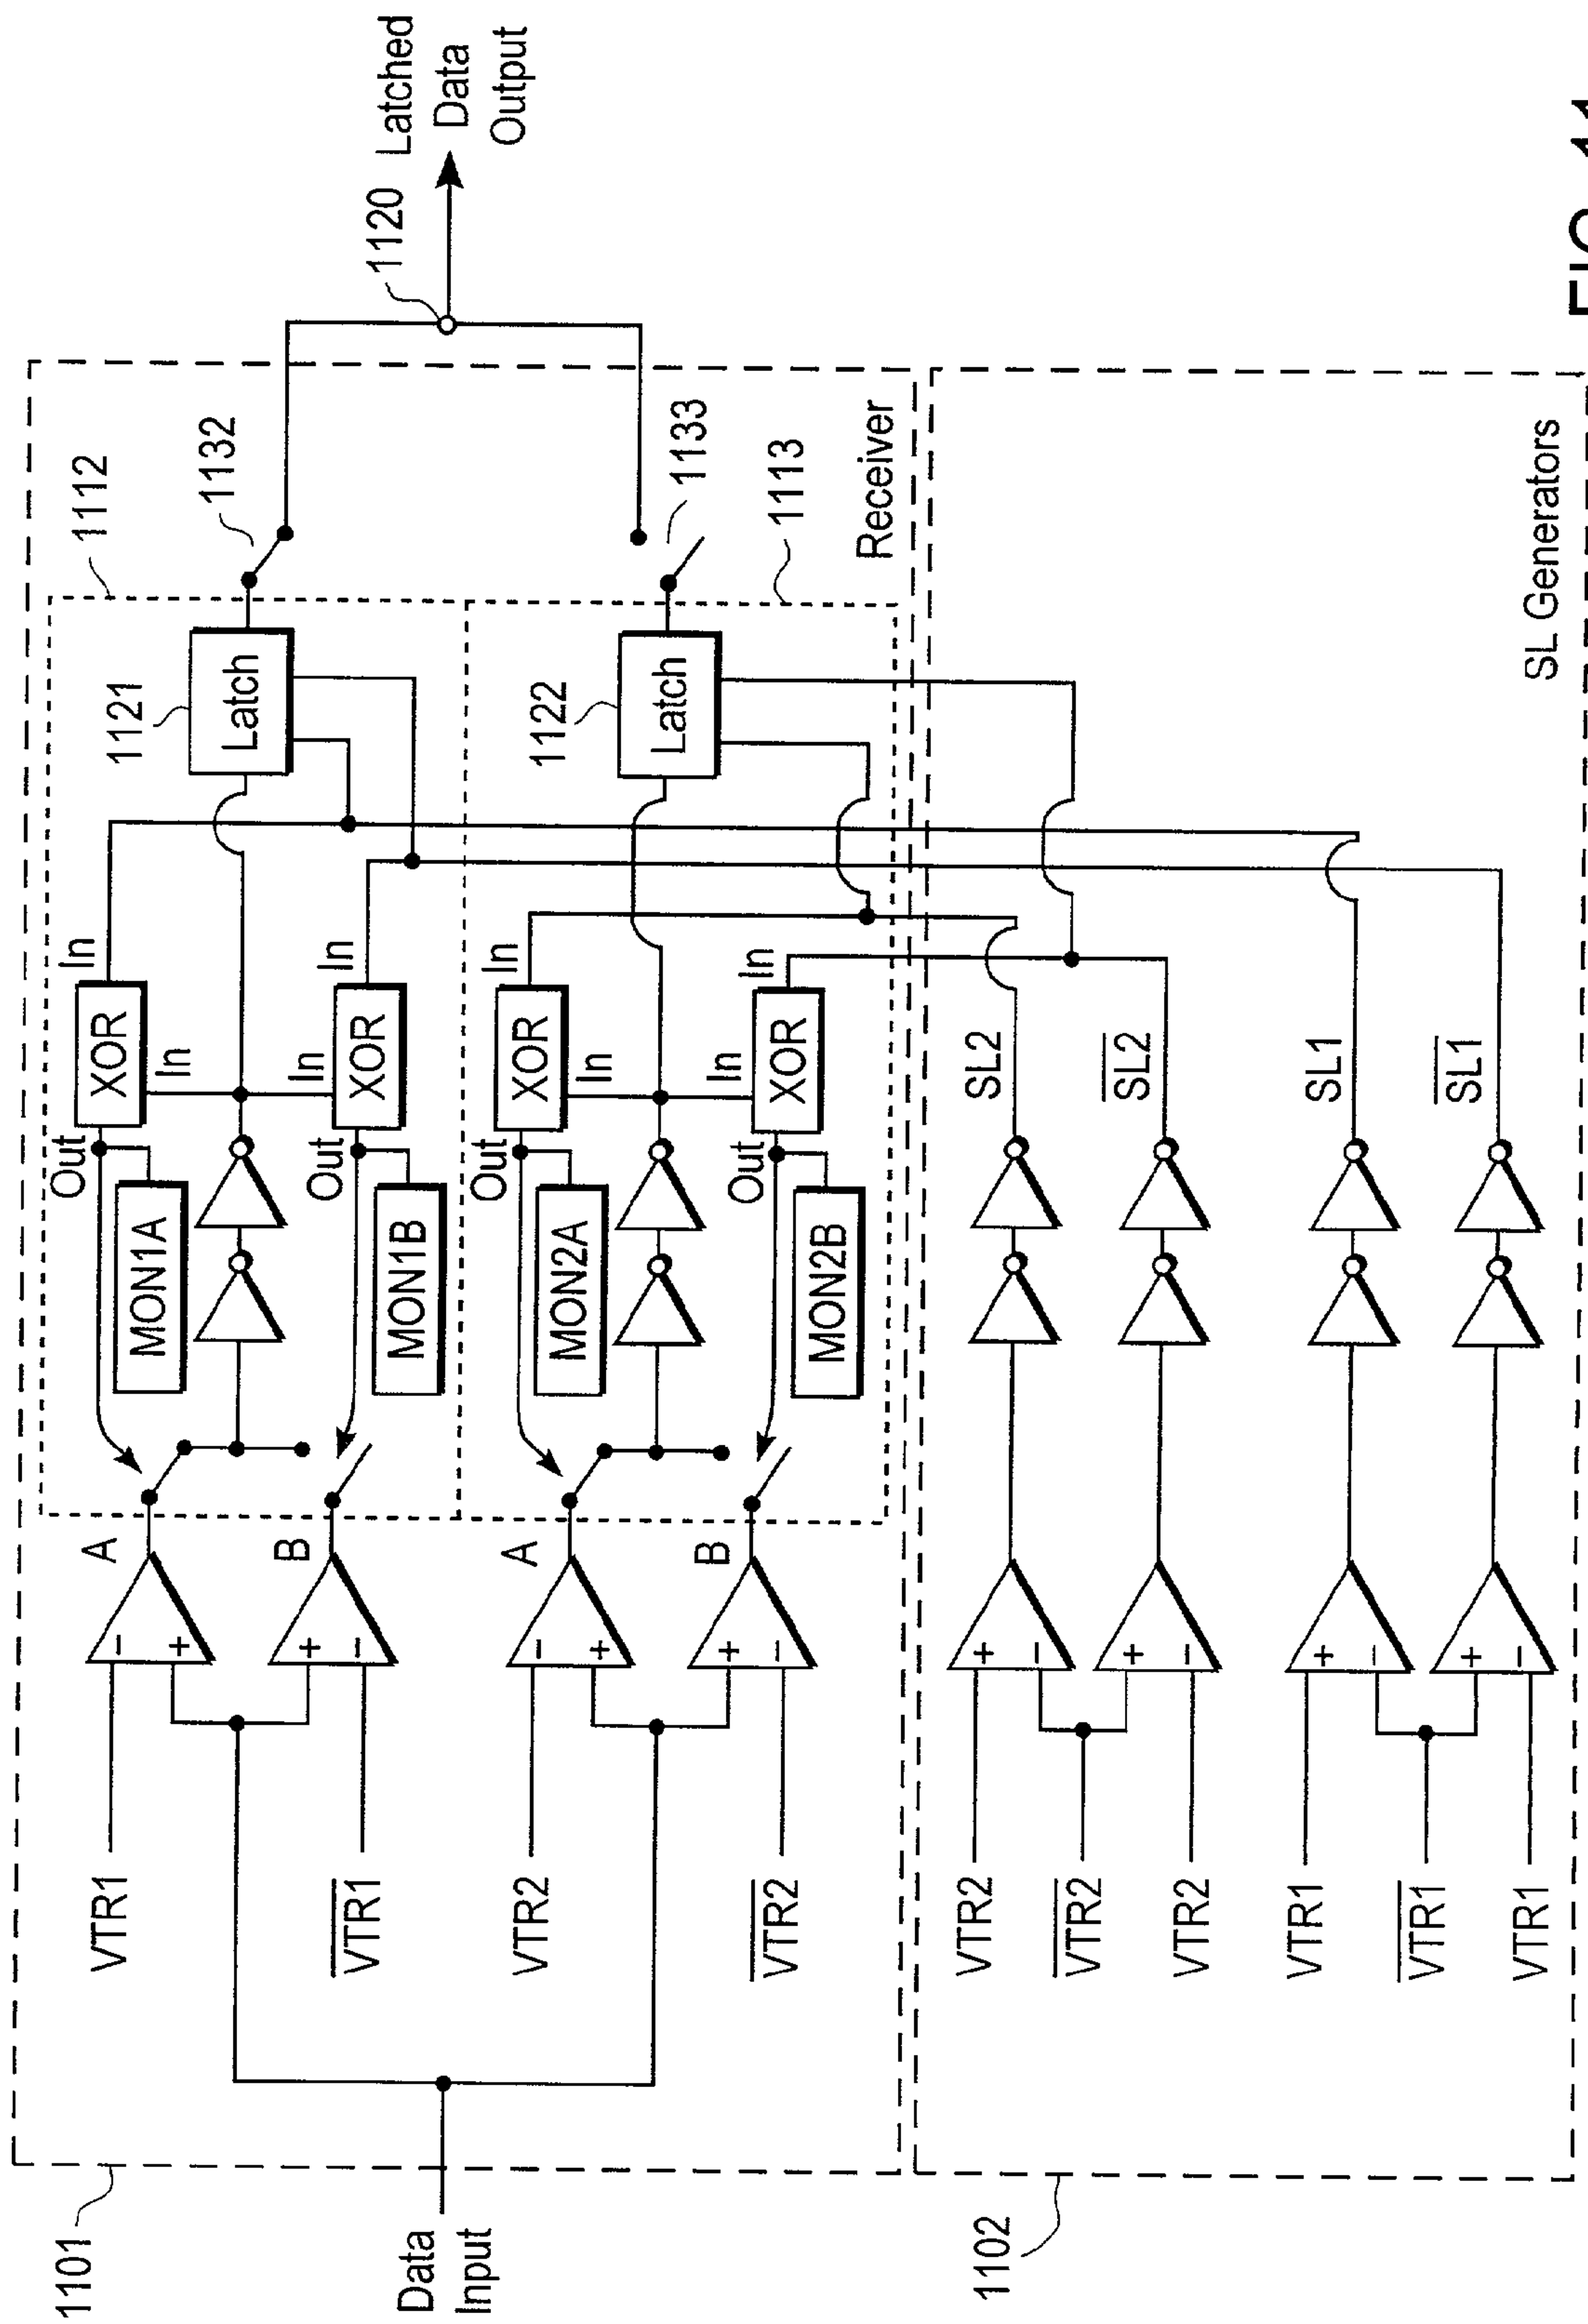 1101
Data
Input
VTR1
VTR1
VTR2
VTR2
A
B
A
B
−
+
+
−
−
+
+
−
MON1A
MON1B
MON2A
MON2B
Out
Out
Out
Out
XOR
XOR
XOR
XOR
In
In
In
In
In
In
In
In
1121
Latch
1122
Latch
1112
1132
1133
1113
Receiver
1120
Latched
Data
Output
1102
VTR2
VTR2
VTR2
VTR1
VTR1
VTR1
+
−
+
−
+
−
+
−
SL2
SL2
SL1
SL1
SL Generators
FIG. 11